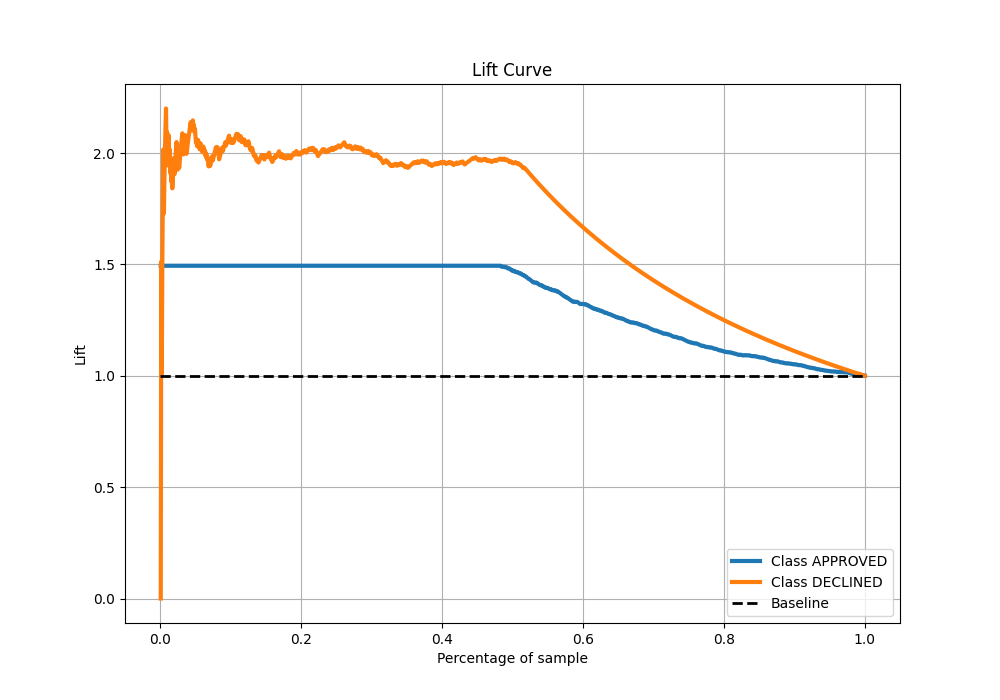 Lift Curve
2.0
1.5
1.0
0.5
0.0
Lift
0.0 0.2 0.4 0.6 0.8 1.0
Percentage of sample
Class APPROVED
Class DECLINED
Baseline